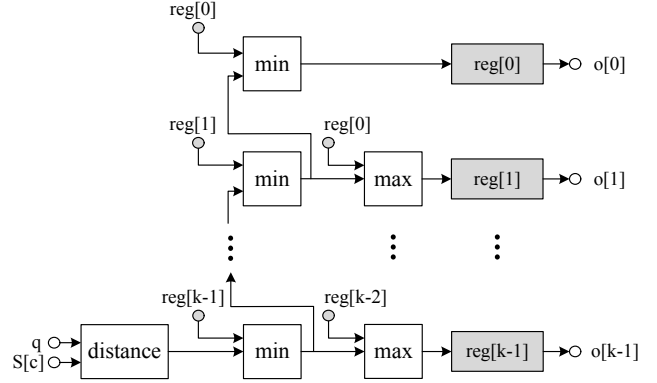 reg[0]
min
reg[0]
o[0]
reg[1]
reg[0]
min
max
reg[1]
o[1]
reg[k-1]
reg[k-2]
q
S[c]
distance
min
max
reg[k-1]
o[k-1]